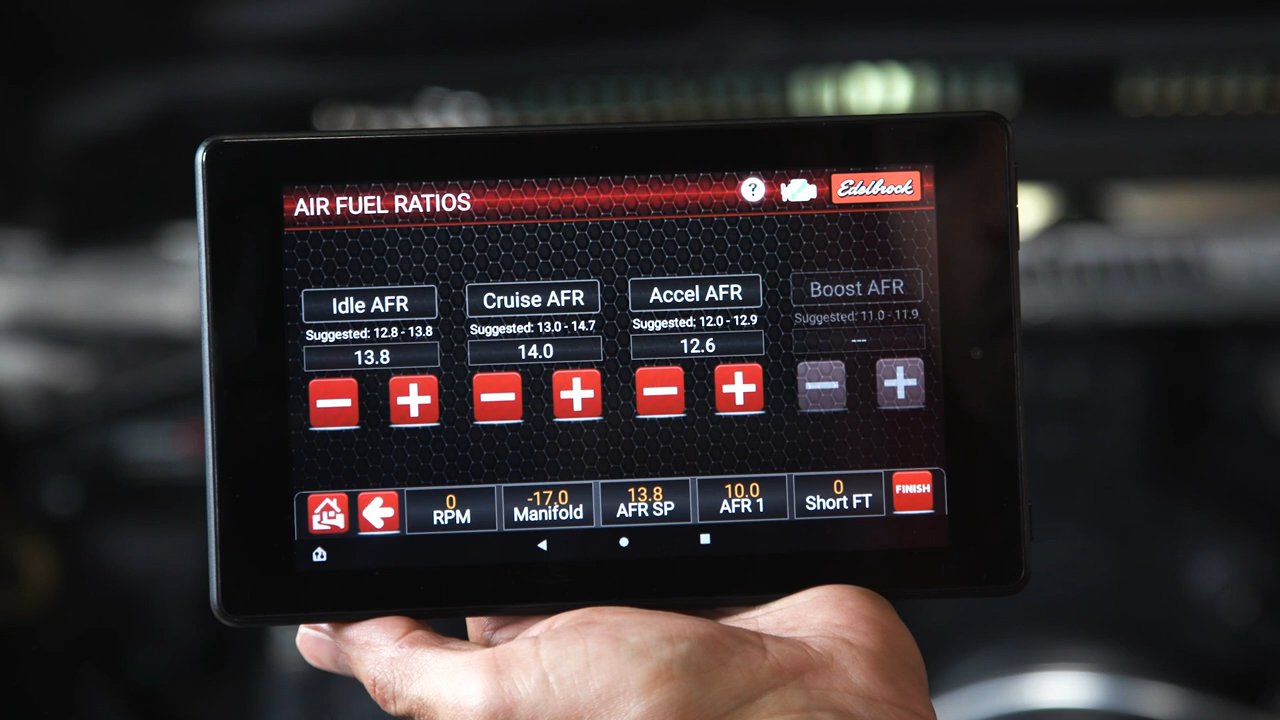 AIR FUEL RATIOS
?
Edelbrock
Idle AFR
Suggested: 12.8 - 13.8
13.8
Cruise AFR
Suggested: 13.0 - 14.7
14.0
Accel AFR
Suggested: 12.0 - 12.9
12.6
Boost AFR
Suggested: 11.0 - 11.9
---
0
RPM
-17.0
Manifold
13.8
AFR SP
10.0
AFR 1
0
Short FT
FINISH